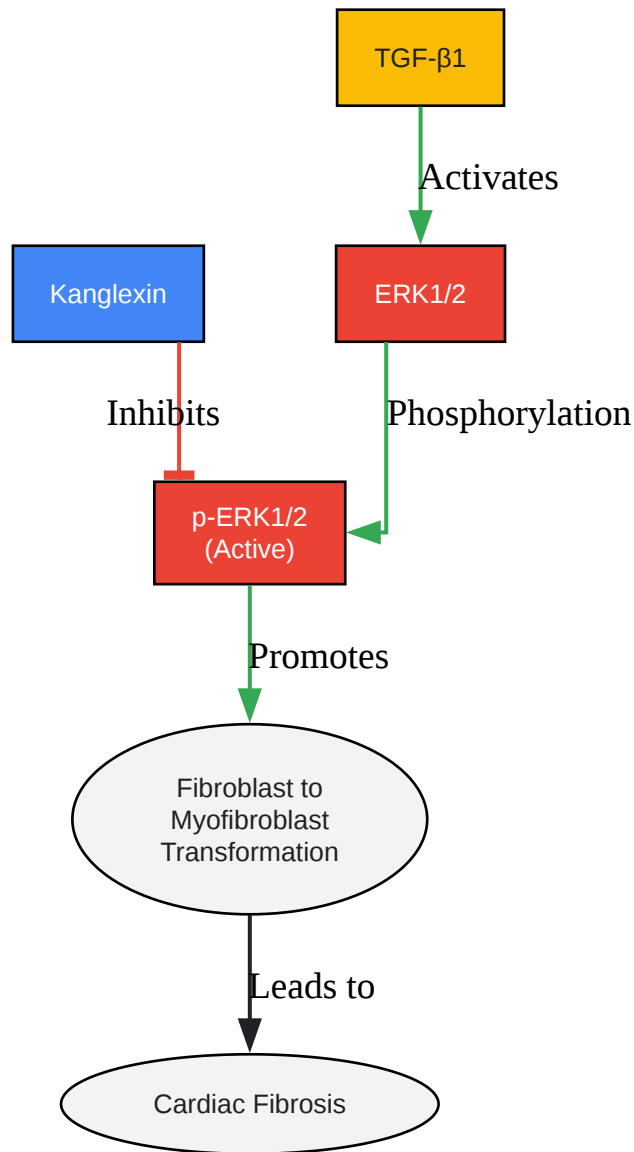 TGF-β1
Activates
Kanglexin
ERK1/2
Inhibits
Phosphorylation
p-ERK1/2
(Active)
Promotes
Fibroblast to
Myofibroblast
Transformation
Leads to
Cardiac Fibrosis